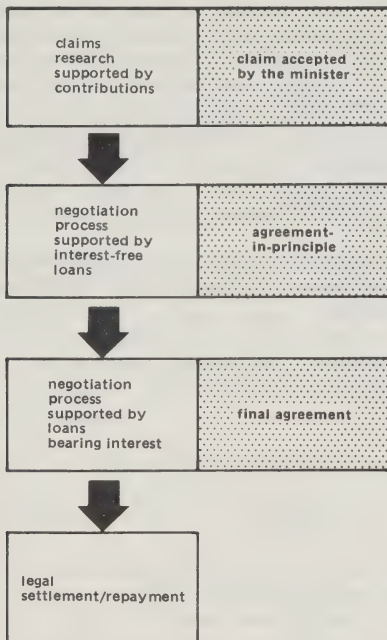 claims
research
supported by
contributions
claim accepted
by the minister
negotiation
process
supported by
interest-free
loans
agreement-
in-principle
negotiation
process
supported by
loans
bearing interest
final agreement
legal
settlement/repayment